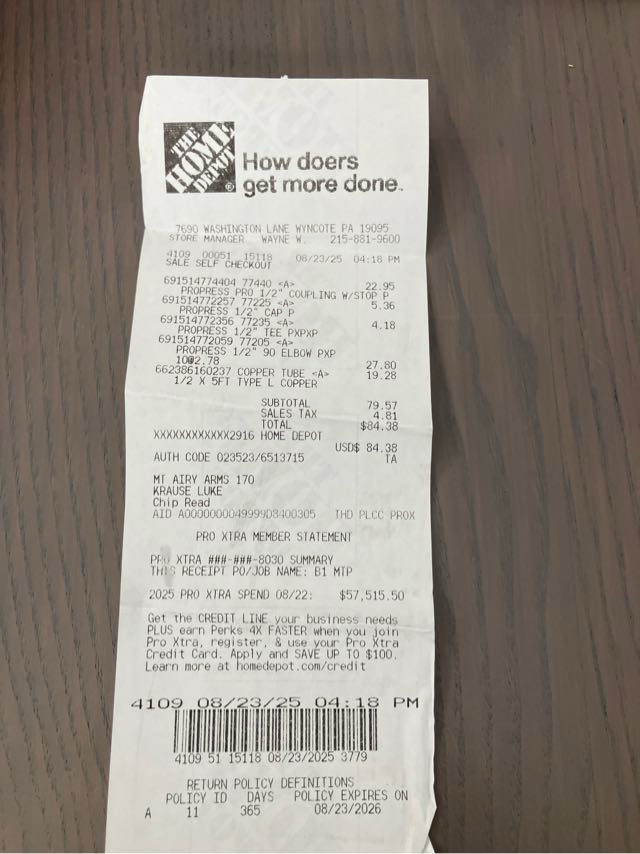 THE
HOME
DEPOT
®
How doers
get more done.
7690 WASHINGTON LANE WYNCOTE PA 19095
STORE MANAGER WAYNE W. 215-881-9600
4109 00051 15118 08/23/25 04:18 PM
SALE SELF CHECKOUT
691514774404 77440 <A> 22.95
PROPRESS PRO 1/2" COUPLING W/STOP P
691514772257 77225 <A> 5.36
PROPRESS 1/2" CAP P
691514772356 77235 <A> 4.18
PROPRESS 1/2" TEE PXPXP
691514772059 77205 <A>
PROPRESS 1/2" 90 ELBOW PXP
10@2.78 27.80
662386160237 COPPER TUBE <A> 19.28
1/2 X 5FT TYPE L COPPER
SUBTOTAL 79.57
SALES TAX 4.81
TOTAL $84.38
XXXXXXXXXXXX2916 HOME DEPOT
USD$ 84.38
AUTH CODE 023523/6513715 TA
MT AIRY ARMS 170
KRAUSE LUKE
Chip Read
AID A0000000049999D8400305 THD PLCC PROX
PRO XTRA MEMBER STATEMENT
PRO XTRA ###-###-8030 SUMMARY
THIS RECEIPT PO/JOB NAME: B1 MTP
2025 PRO XTRA SPEND 08/22: $57,515.50
Get the CREDIT LINE your business needs
PLUS earn Perks 4X FASTER when you join
Pro Xtra, register, & use your Pro Xtra
Credit Card. Apply and SAVE UP TO $100.
Learn more at homedepot.com/credit
4109 08/23/25 04:18 PM
4109 51 15118 08/23/2025 3779
RETURN POLICY DEFINITIONS
POLICY ID DAYS POLICY EXPIRES ON
A 11 365 08/23/2026